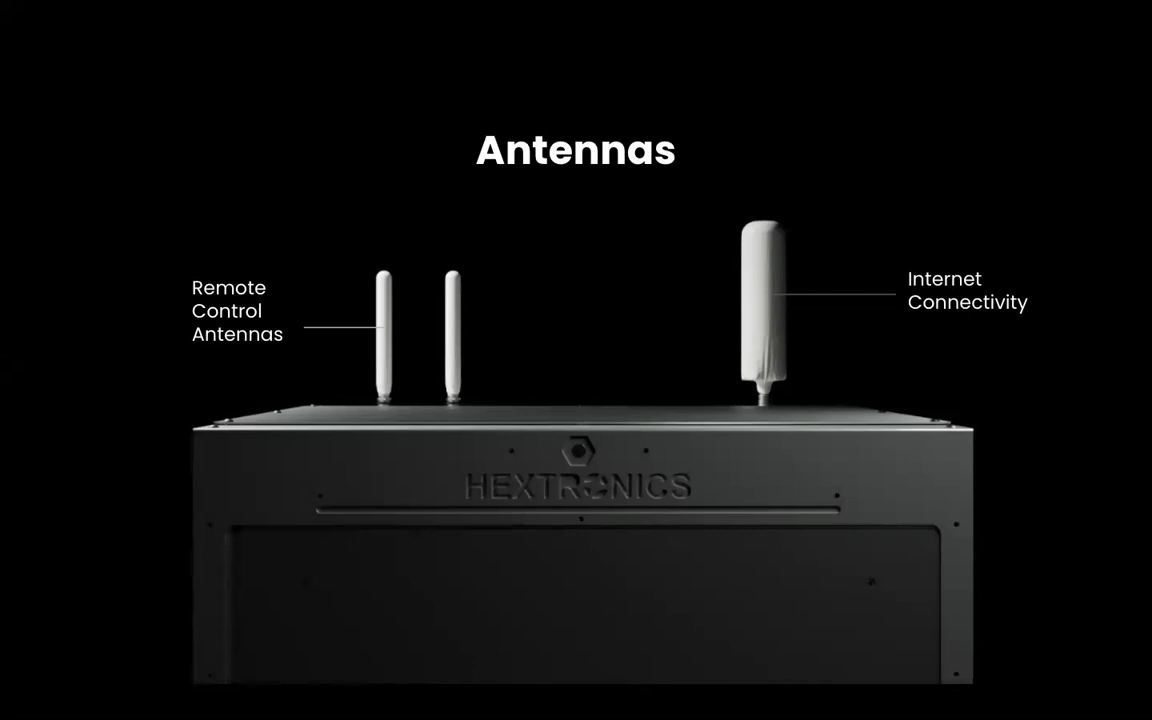 Antennas
Remote
Control
Antennas
Internet
Connectivity
HEXTRONICS